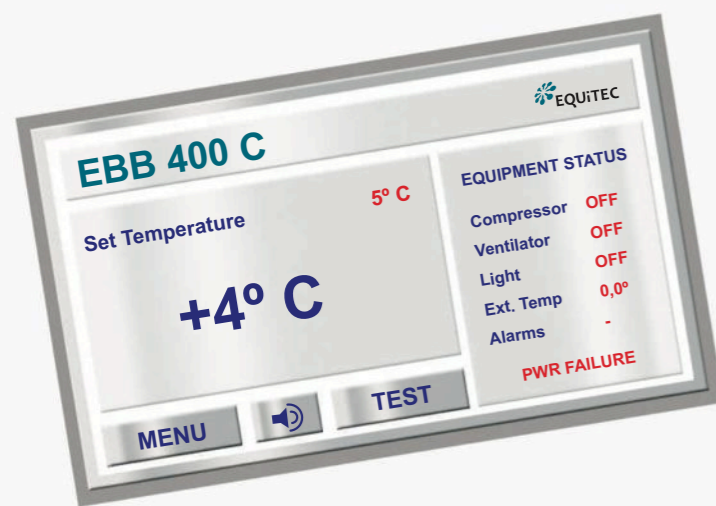 EQUiTEC
EBB 400 C
Set Temperature
5º C
+4º C
MENU
TEST
EQUIPMENT STATUS
Compressor OFF
Ventilator OFF
Light OFF
Ext. Temp 0,0º
Alarms -
PWR FAILURE